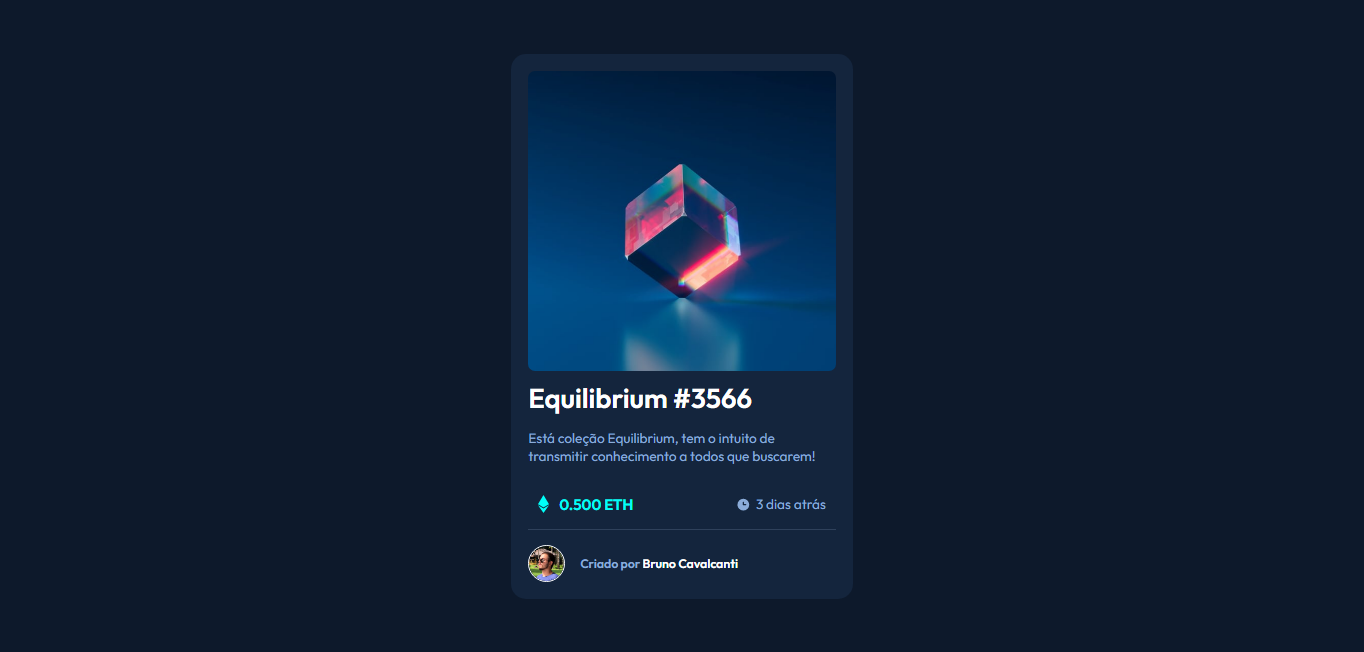 Equilibrium #3566
Está coleção Equilibrium, tem o intuito de
transmitir conhecimento a todos que buscarem!
0.500 ETH
3 dias atrás
Criado por Bruno Cavalcanti